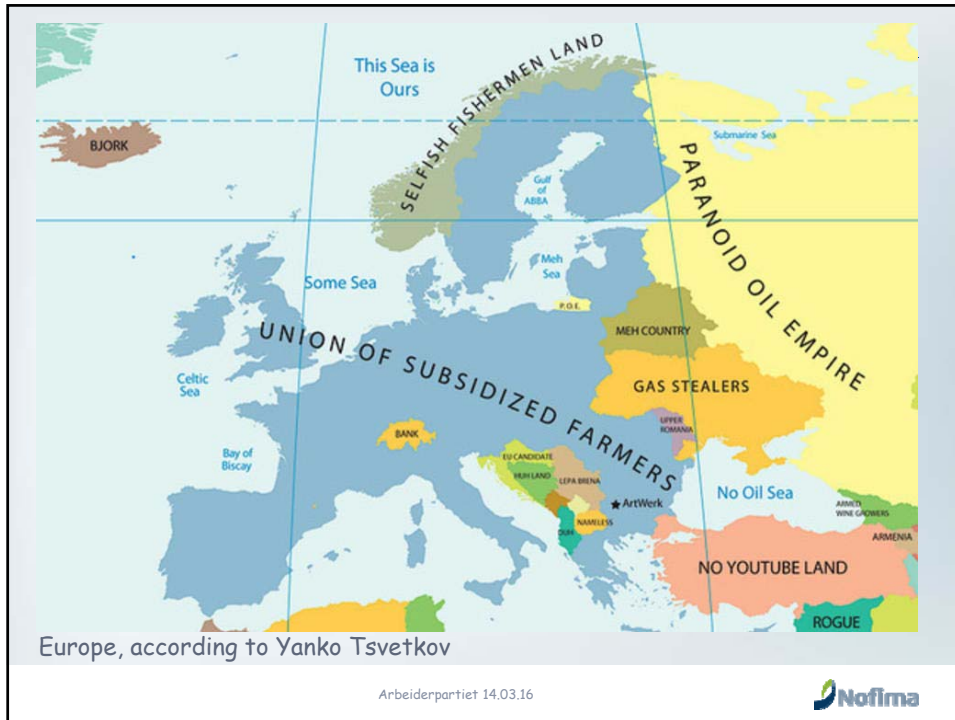 This Sea is
Ours
SELFISH FISHERMEN LAND
BJORK
Submarine Sea
PARANOID OIL EMPIRE
Gulf
of
ABBA
Meh
Sea
Some Sea
P.O.E.
MEH COUNTRY
UNION OF SUBSIDIZED FARMERS
Celtic
Sea
GAS STEALERS
UPPER
ROMANIA
BANK
Bay of
Biscay
EU CANDIDATE
HUH LAND
LEPA BRENA
No Oil Sea
ArtWerk
ARMED
WINE GROWERS
NAMELESS
DUH
ARMENIA
NO YOUTUBE LAND
ROGUE
Europe, according to Yanko Tsvetkov
Arbeiderpartiet 14.03.16
Nofima